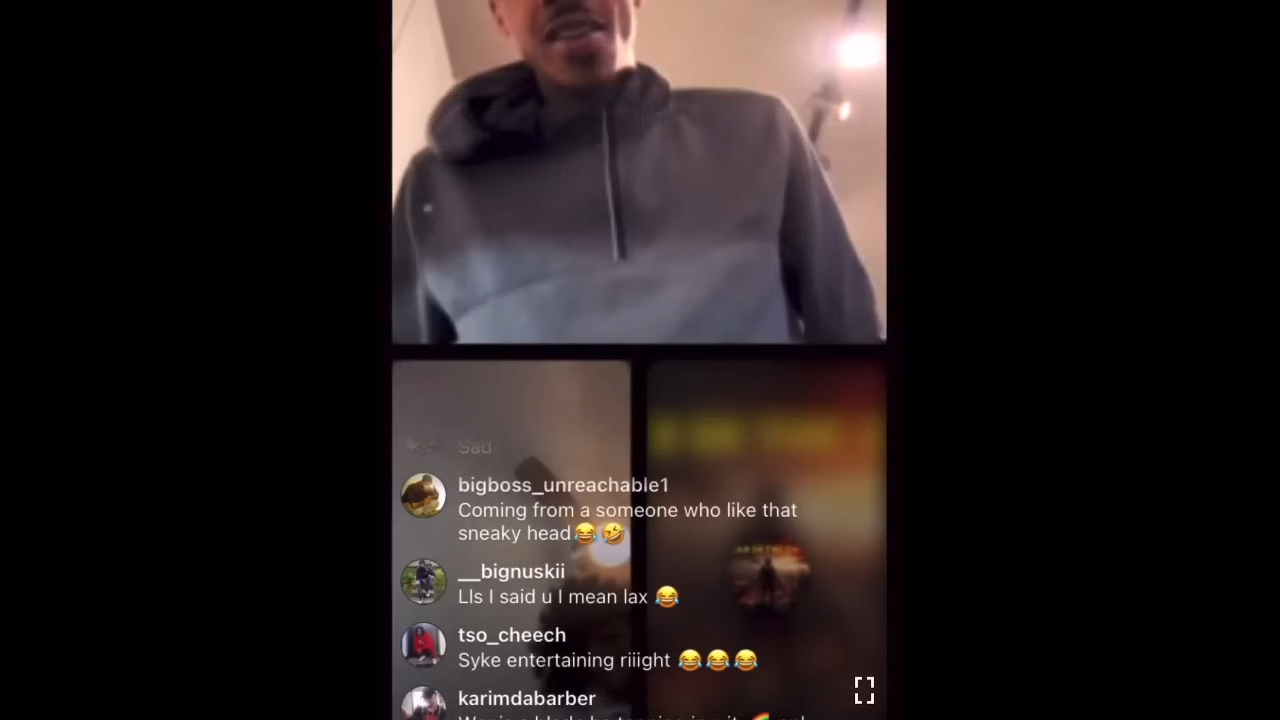 Sad
bigboss_unreachable1
Coming from a someone who like that
sneaky head😂🤣
__bignuskii
Lls I said u I mean lax 😂
tso_cheech
Syke entertaining riiight 😂😂😂
karimdabarber